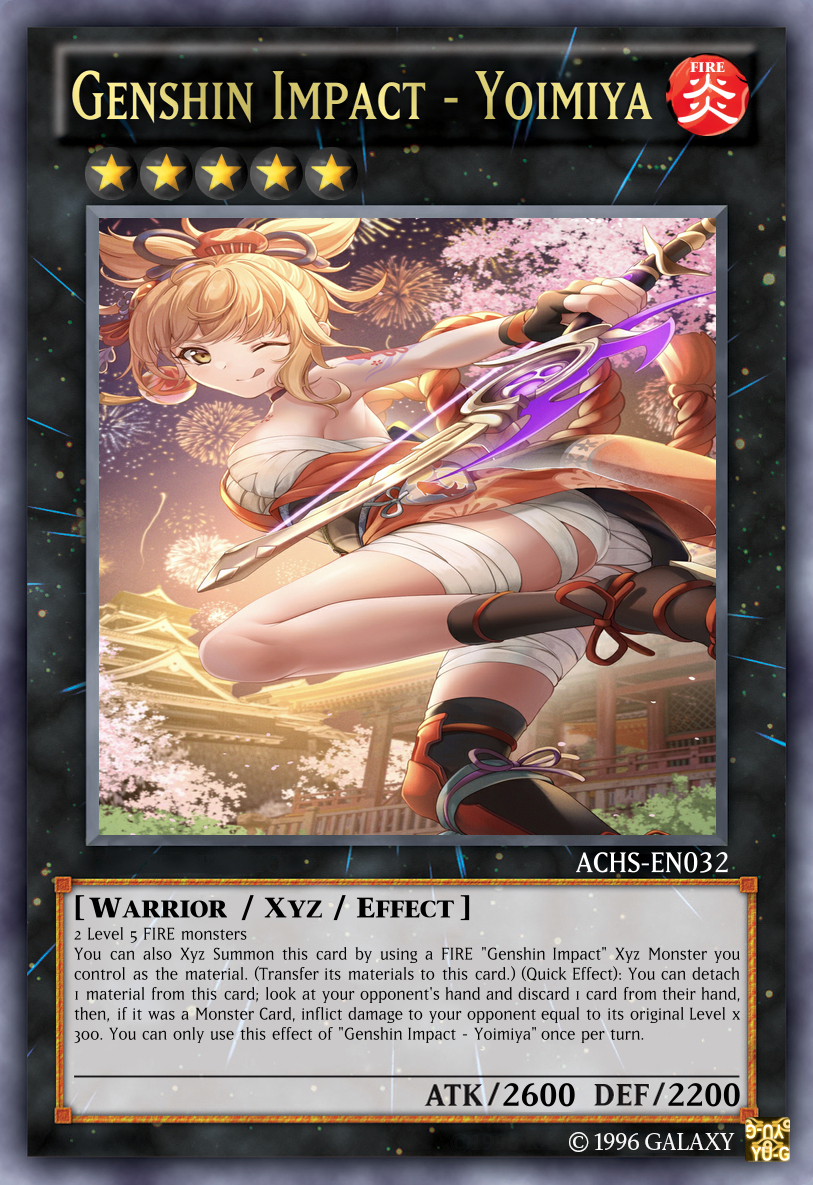 Genshin Impact - Yoimiya
FIRE
炎
ACHS-EN032
[ Warrior / Xyz / Effect ]
2 Level 5 FIRE monsters
You can also Xyz Summon this card by using a FIRE "Genshin Impact" Xyz Monster you
control as the material. (Transfer its materials to this card.) (Quick Effect): You can detach
1 material from this card; look at your opponent's hand and discard 1 card from their hand,
then, if it was a Monster Card, inflict damage to your opponent equal to its original Level x
300. You can only use this effect of "Genshin Impact - Yoimiya" once per turn.
ATK/2600 DEF/2200
© 1996 GALAXY
YU-G